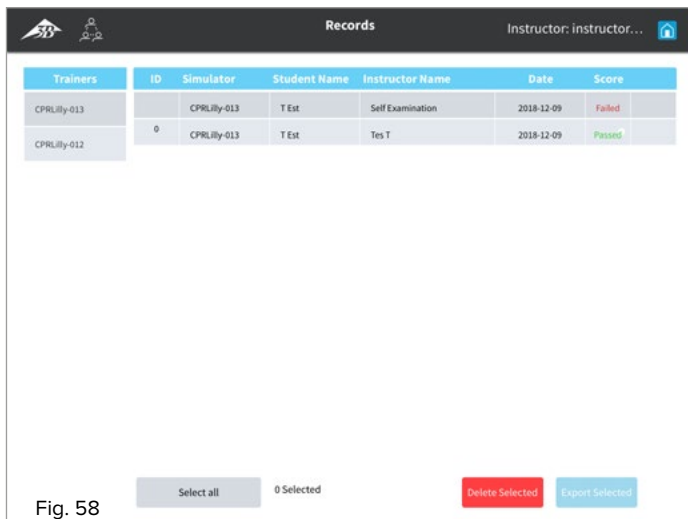 3B Records Instructor: instructor...
Trainers ID Simulator Student Name Instructor Name Date Score
CPRLilly-013 CPRLilly-013 T Est Self Examination 2018-12-09 Failed
0 CPRLilly-013 T Est Tes T 2018-12-09 Passed
CPRLilly-012
Select all 0 Selected Delete Selected Export Selected
Fig. 58